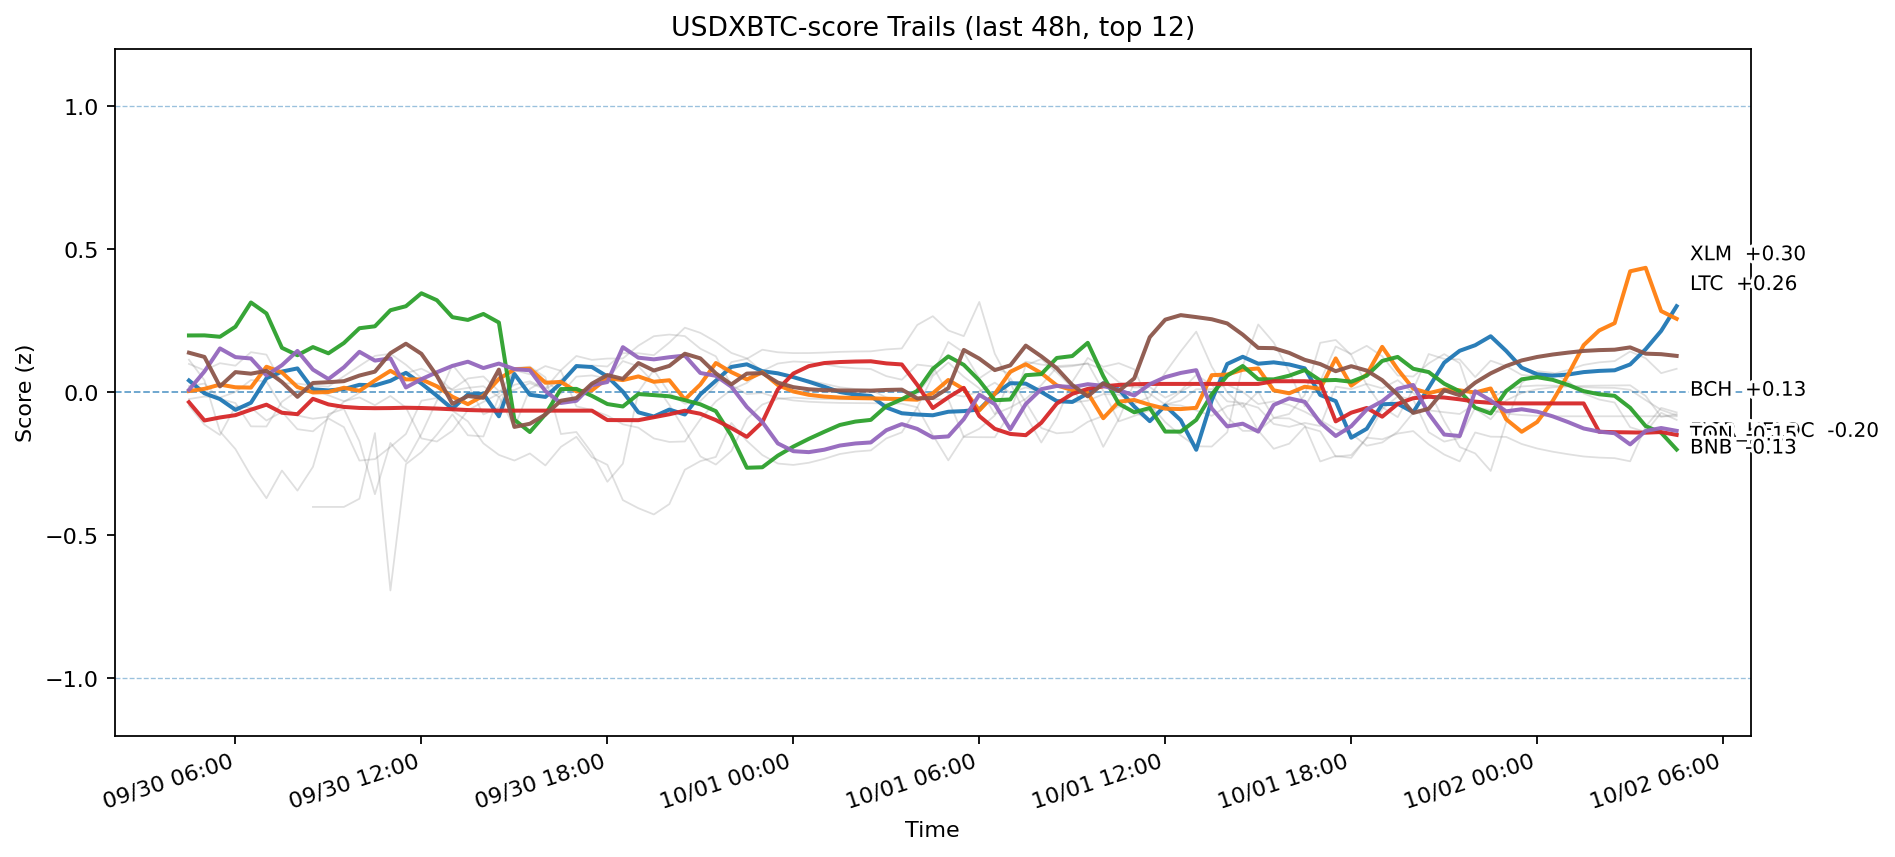 USDXBTC-score Trails (last 48h, top 12)
Score (z)
1.0
0.5
0.0
−0.5
−1.0
XLM +0.30
LTC +0.26
BCH +0.13
-0.20
TON
BNB −0.13
09/30 06:00
09/30 12:00
09/30 18:00
10/01 00:00
10/01 06:00
10/01 12:00
10/01 18:00
10/02 00:00
10/02 06:00
Time